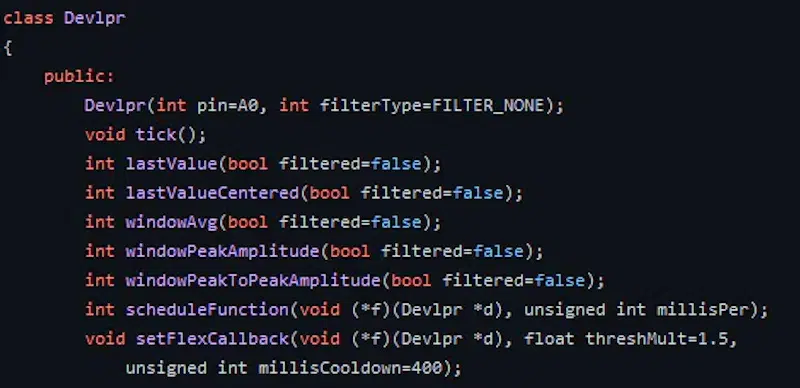 class Devlpr
{
public:
Devlpr(int pin=A0, int filterType=FILTER_NONE);
void tick();
int lastValue(bool filtered=false);
int lastValueCentered(bool filtered=false);
int windowAvg(bool filtered=false);
int windowPeakAmplitude(bool filtered=false);
int windowPeakToPeakAmplitude(bool filtered=false);
int scheduleFunction(void (*f)(Devlpr *d), unsigned int millisPer);
void setFlexCallback(void (*f)(Devlpr *d), float threshMult=1.5,
unsigned int millisCooldown=400);